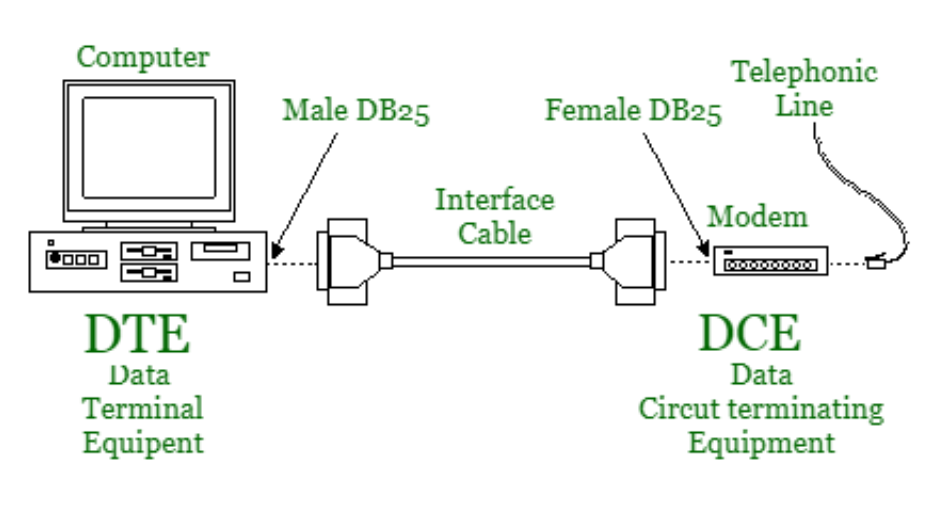 Computer
Male DB25
Female DB25
Telephonic
Line
Interface
Cable
Modem
DTE
Data
Terminal
Equipent
DCE
Data
Circut terminating
Equipment